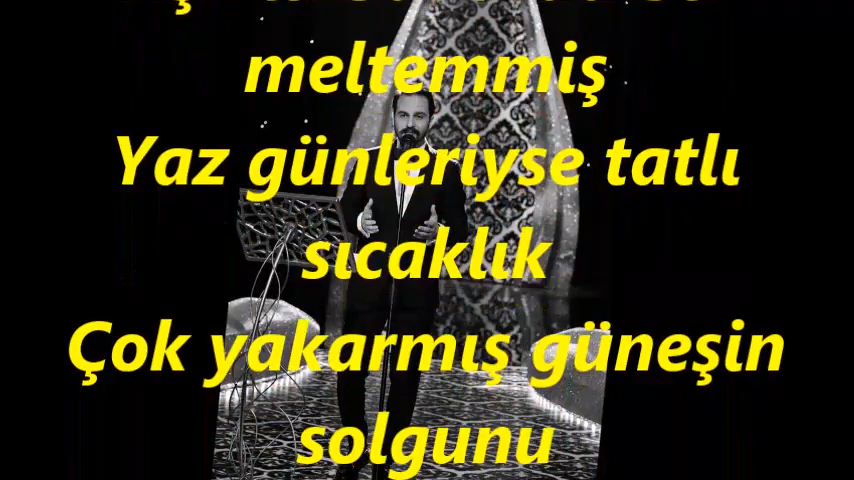 meltemmiş
Yaz günleriyse tatlı
sıcaklık
Çok yakarmış güneşin
solgunu